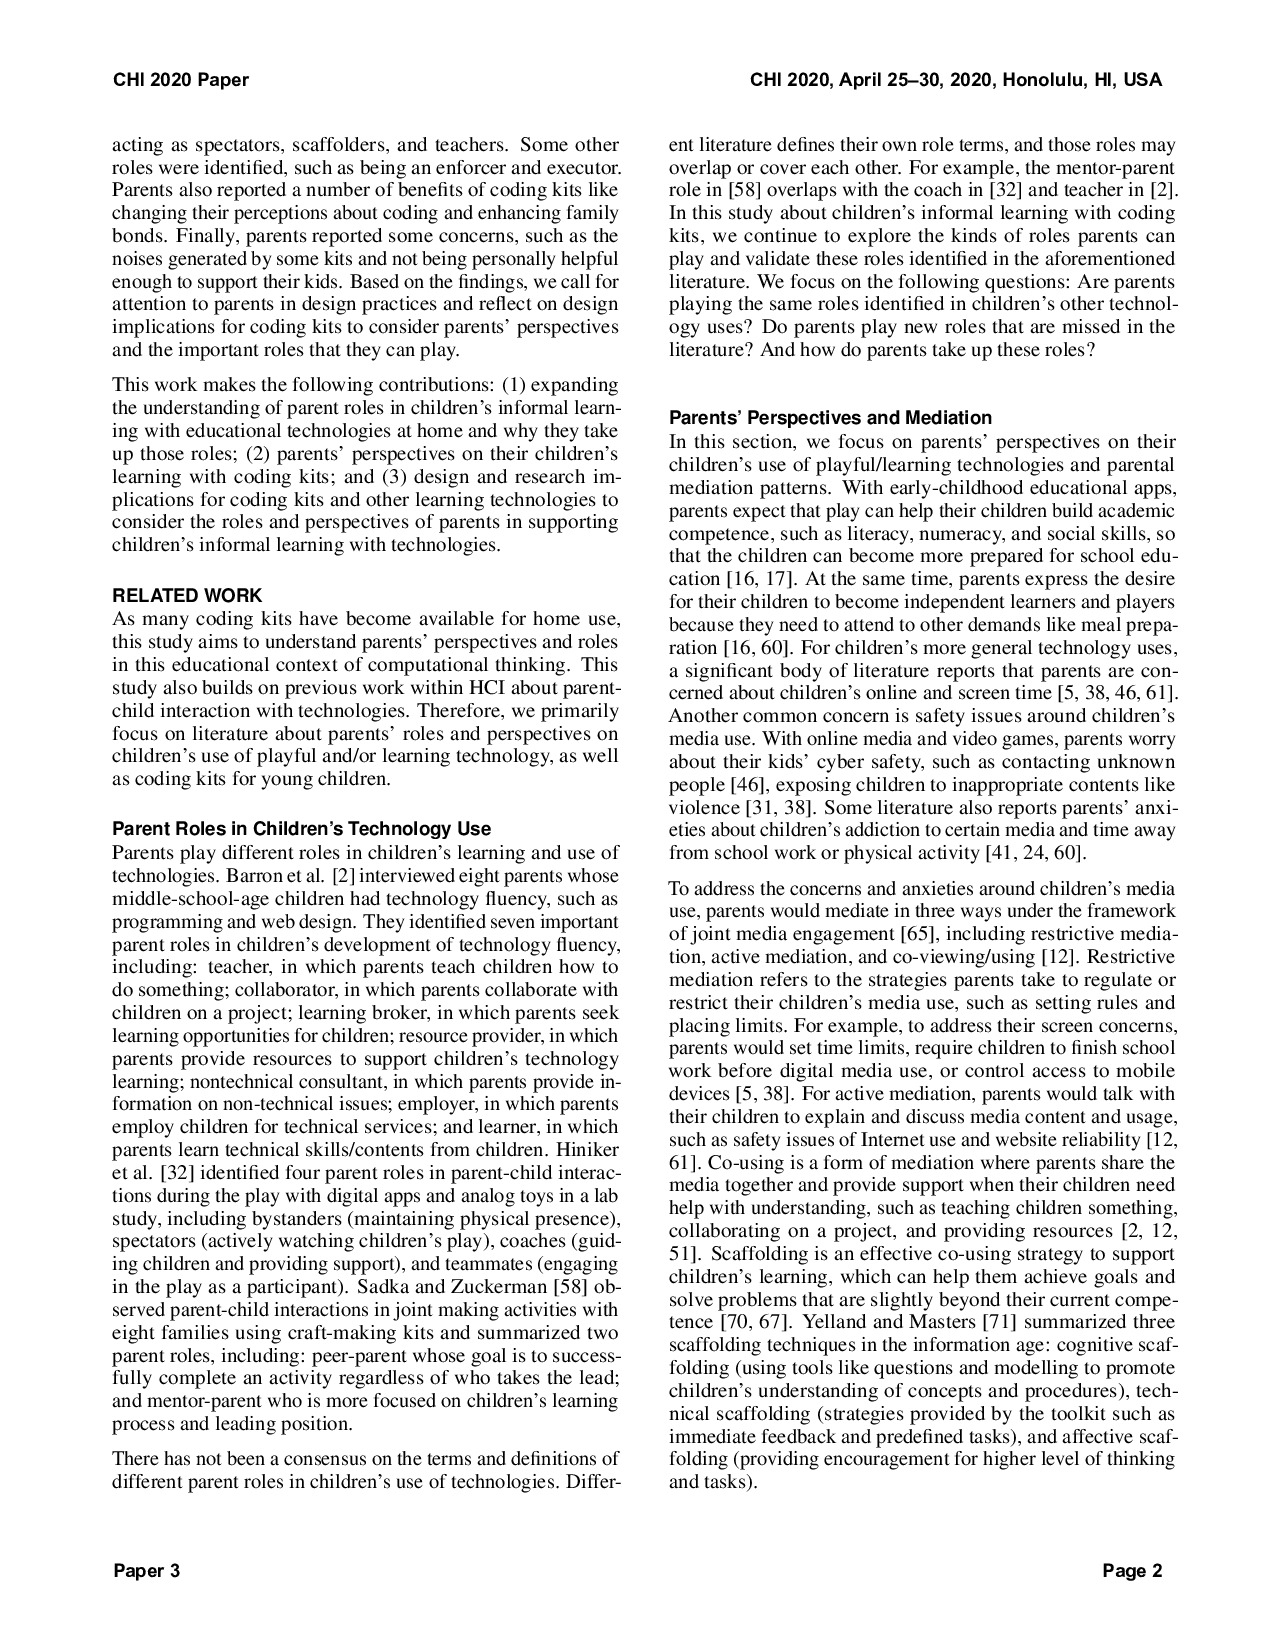 CHI 2020 Paper
CHI 2020, April 25–30, 2020, Honolulu, HI, USA
acting as spectators, scaffolders, and teachers. Some other
roles were identified, such as being an enforcer and executor.
Parents also reported a number of benefits of coding kits like
changing their perceptions about coding and enhancing family
bonds. Finally, parents reported some concerns, such as the
noises generated by some kits and not being personally helpful
enough to support their kids. Based on the findings, we call for
attention to parents in design practices and reflect on design
implications for coding kits to consider parents’ perspectives
and the important roles that they can play.
This work makes the following contributions: (1) expanding
the understanding of parent roles in children’s informal learn-
ing with educational technologies at home and why they take
up those roles; (2) parents’ perspectives on their children’s
learning with coding kits; and (3) design and research im-
plications for coding kits and other learning technologies to
consider the roles and perspectives of parents in supporting
children’s informal learning with technologies.
RELATED WORK
As many coding kits have become available for home use,
this study aims to understand parents’ perspectives and roles
in this educational context of computational thinking. This
study also builds on previous work within HCI about parent-
child interaction with technologies. Therefore, we primarily
focus on literature about parents’ roles and perspectives on
children’s use of playful and/or learning technology, as well
as coding kits for young children.
Parent Roles in Children’s Technology Use
Parents play different roles in children’s learning and use of
technologies. Barron et al. [2] interviewed eight parents whose
middle-school-age children had technology fluency, such as
programming and web design. They identified seven important
parent roles in children’s development of technology fluency,
including: teacher, in which parents teach children how to
do something; collaborator, in which parents collaborate with
children on a project; learning broker, in which parents seek
learning opportunities for children; resource provider, in which
parents provide resources to support children’s technology
learning; nontechnical consultant, in which parents provide in-
formation on non-technical issues; employer, in which parents
employ children for technical services; and learner, in which
parents learn technical skills/contents from children. Hiniker
et al. [32] identified four parent roles in parent-child interac-
tions during the play with digital apps and analog toys in a lab
study, including bystanders (maintaining physical presence),
spectators (actively watching children’s play), coaches (guid-
ing children and providing support), and teammates (engaging
in the play as a participant). Sadka and Zuckerman [58] ob-
served parent-child interactions in joint making activities with
eight families using craft-making kits and summarized two
parent roles, including: peer-parent whose goal is to success-
fully complete an activity regardless of who takes the lead;
and mentor-parent who is more focused on children’s learning
process and leading position.
There has not been a consensus on the terms and definitions of
different parent roles in children’s use of technologies. Differ-
ent literature defines their own role terms, and those roles may
overlap or cover each other. For example, the mentor-parent
role in [58] overlaps with the coach in [32] and teacher in [2].
In this study about children’s informal learning with coding
kits, we continue to explore the kinds of roles parents can
play and validate these roles identified in the aforementioned
literature. We focus on the following questions: Are parents
playing the same roles identified in children’s other technol-
ogy uses? Do parents play new roles that are missed in the
literature? And how do parents take up these roles?
Parents’ Perspectives and Mediation
In this section, we focus on parents’ perspectives on their
children’s use of playful/learning technologies and parental
mediation patterns. With early-childhood educational apps,
parents expect that play can help their children build academic
competence, such as literacy, numeracy, and social skills, so
that the children can become more prepared for school edu-
cation [16, 17]. At the same time, parents express the desire
for their children to become independent learners and players
because they need to attend to other demands like meal prepa-
ration [16, 60]. For children’s more general technology uses,
a significant body of literature reports that parents are con-
cerned about children’s online and screen time [5, 38, 46, 61].
Another common concern is safety issues around children’s
media use. With online media and video games, parents worry
about their kids’ cyber safety, such as contacting unknown
people [46], exposing children to inappropriate contents like
violence [31, 38]. Some literature also reports parents’ anxi-
eties about children’s addiction to certain media and time away
from school work or physical activity [41, 24, 60].
To address the concerns and anxieties around children’s media
use, parents would mediate in three ways under the framework
of joint media engagement [65], including restrictive media-
tion, active mediation, and co-viewing/using [12]. Restrictive
mediation refers to the strategies parents take to regulate or
restrict their children’s media use, such as setting rules and
placing limits. For example, to address their screen concerns,
parents would set time limits, require children to finish school
work before digital media use, or control access to mobile
devices [5, 38]. For active mediation, parents would talk with
their children to explain and discuss media content and usage,
such as safety issues of Internet use and website reliability [12,
61]. Co-using is a form of mediation where parents share the
media together and provide support when their children need
help with understanding, such as teaching children something,
collaborating on a project, and providing resources [2, 12,
51]. Scaffolding is an effective co-using strategy to support
children’s learning, which can help them achieve goals and
solve problems that are slightly beyond their current compe-
tence [70, 67]. Yelland and Masters [71] summarized three
scaffolding techniques in the information age: cognitive scaf-
folding (using tools like questions and modelling to promote
children’s understanding of concepts and procedures), tech-
nical scaffolding (strategies provided by the toolkit such as
immediate feedback and predefined tasks), and affective scaf-
folding (providing encouragement for higher level of thinking
and tasks).
Paper 3
Page 2